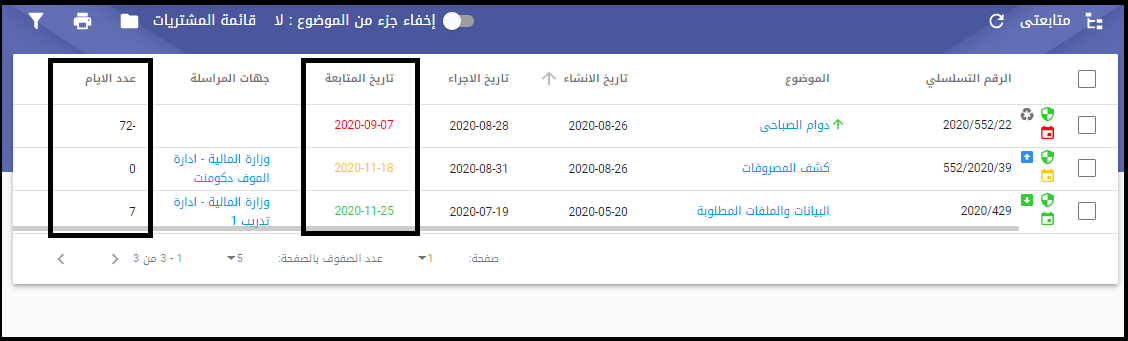 متابعتى
إخفاء جزء من الموضوع : لا
قائمة المشتريات
الرقم التسلسلي الموضوع تاريخ الانشاء تاريخ الاجراء تاريخ المتابعة جهات المراسلة عدد الايام
2020/552/22 دوام الصباحى 2020-08-26 2020-08-28 2020-09-07 72-
552/2020/39 كشف المصروفات 2020-08-26 2020-08-31 2020-11-18 وزارة المالية - ادارة 0
الموف دكومنت
2020/429 البيانات والملفات المطلوبة 2020-05-20 2020-07-19 2020-11-25 وزارة المالية - ادارة 7
تدريب 1
صفحة: 1 عدد الصفوف بالصفحة: 5 1 - 3 من 3